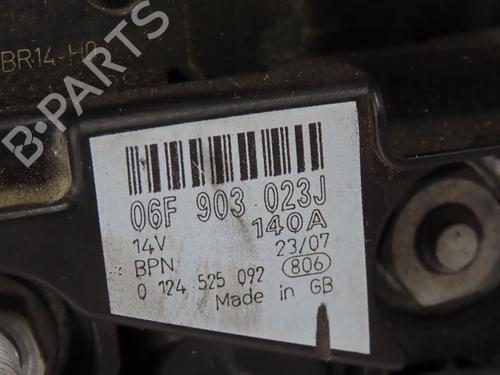 BR14-H0
B-PARTS
06F 903 023J
140A
14V 23/07
BPN 806
0 124 525 092
Made in GB